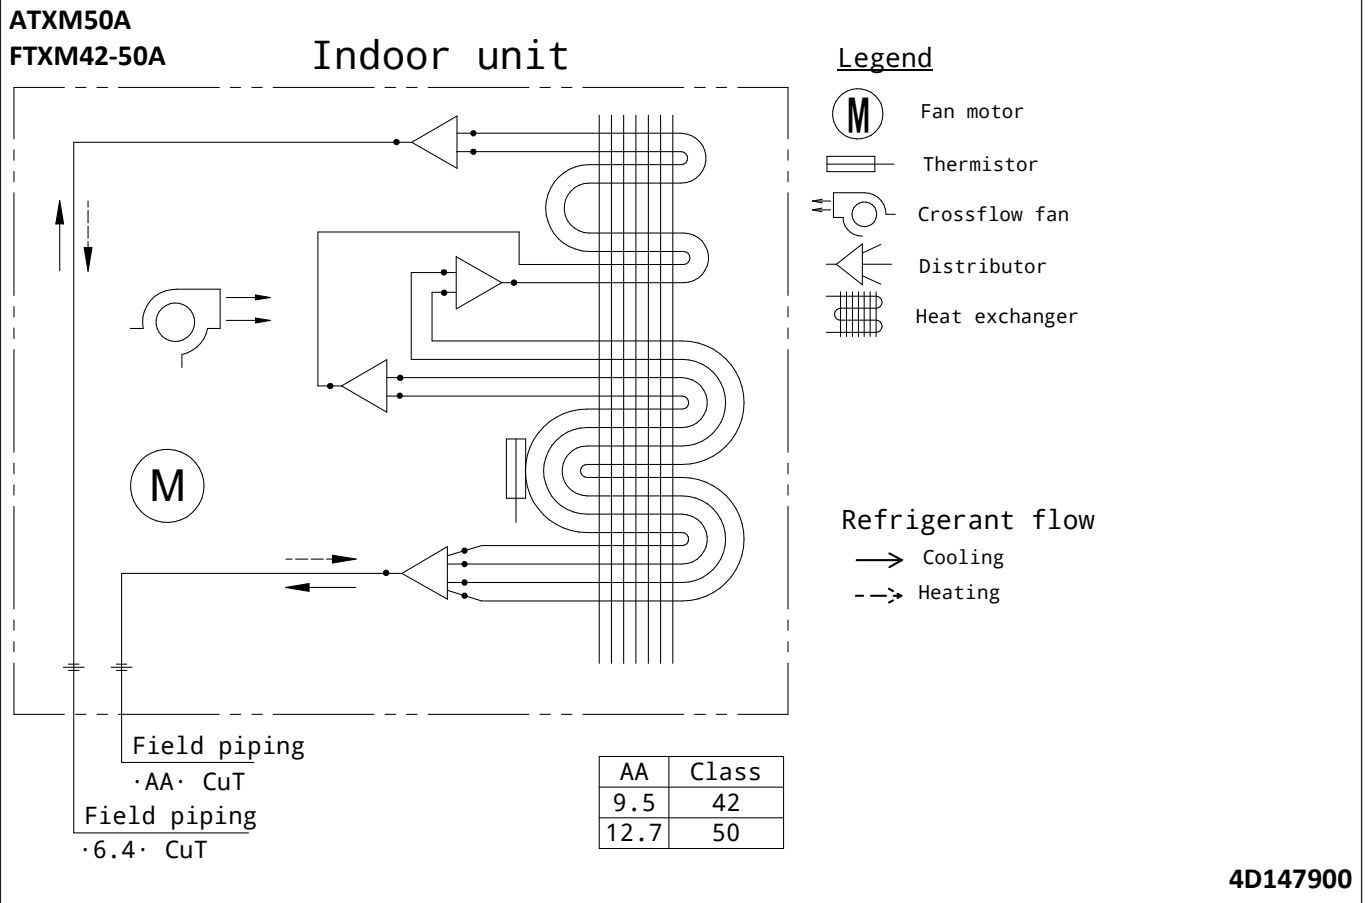 ATXM50A
FTXM42-50A
Indoor unit
Legend
M
Fan motor
Thermistor
Crossflow fan
Distributor
Heat exchanger
M
Refrigerant flow
Cooling
Heating
Field piping
·AA· CuT
Field piping
·6.4· CuT
AA Class
9.5 42
12.7 50
4D147900